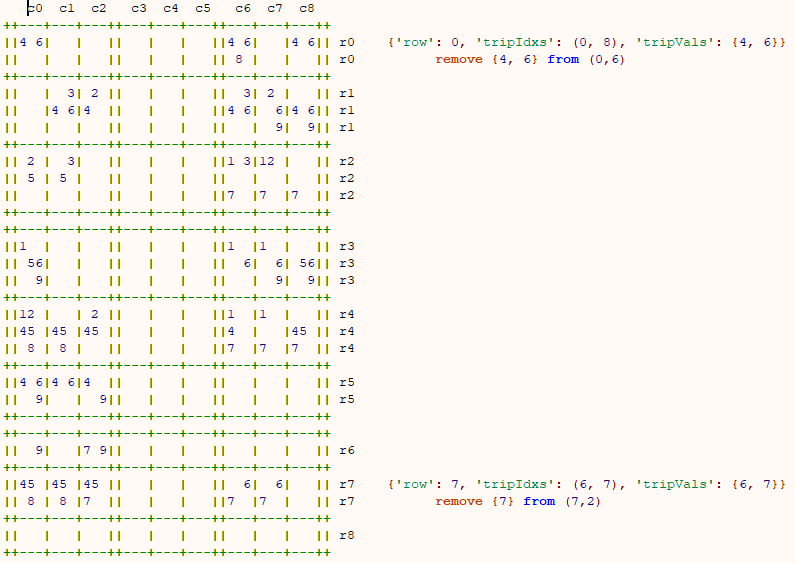 c0  c1  c2  c3  c4  c5  c6  c7  c8
++---+---+---++---+---+---++---+---+---++
||4 6|   |   ||   |   |   ||4 6|   |4 6|| r0    {'row': 0, 'tripIdxs': (0, 8), 'tripVals': {4, 6}}
||   |   |   ||   |   |   || 8 |   |   || r0          remove {4, 6} from (0,6)
++---+---+---++---+---+---++---+---+---++
||   |  3| 2 ||   |   |   ||  3| 2 |   || r1
||   |4 6|4  ||   |   |   ||4 6|  6|4 6|| r1
||   |   |   ||   |   |   ||   |  9|  9|| r1
++---+---+---++---+---+---++---+---+---++
|| 2 |  3|   ||   |   |   ||1 3|12 |   || r2
|| 5 | 5 |   ||   |   |   ||   |   |   || r2
||   |   |   ||   |   |   ||7  |7  |7  || r2
++---+---+---++---+---+---++---+---+---++
++---+---+---++---+---+---++---+---+---++
||1  |   |   ||   |   |   ||1  |1  |   || r3
|| 56|   |   ||   |   |   ||  6|  6| 56|| r3
||  9|   |   ||   |   |   ||   |  9|  9|| r3
++---+---+---++---+---+---++---+---+---++
||12 |   | 2 ||   |   |   ||1  |1  |   || r4
||45 |45 |45 ||   |   |   ||4  |   |45 || r4
|| 8 | 8 |   ||   |   |   ||7  |7  |7  || r4
++---+---+---++---+---+---++---+---+---++
||4 6|4 6|4  ||   |   |   ||   |   |   || r5
||  9|   |  9||   |   |   ||   |   |   || r5
++---+---+---++---+---+---++---+---+---++
++---+---+---++---+---+---++---+---+---++
||  9|   |7 9||   |   |   ||   |   |   || r6
++---+---+---++---+---+---++---+---+---++
||45 |45 |45 ||   |   |   ||  6|  6|   || r7    {'row': 7, 'tripIdxs': (6, 7), 'tripVals': {6, 7}}
|| 8 | 8 |7  ||   |   |   ||7  |7  |   || r7          remove {7} from (7,2)
++---+---+---++---+---+---++---+---+---++
||   |   |   ||   |   |   ||   |   |   || r8
++---+---+---++---+---+---++---+---+---++